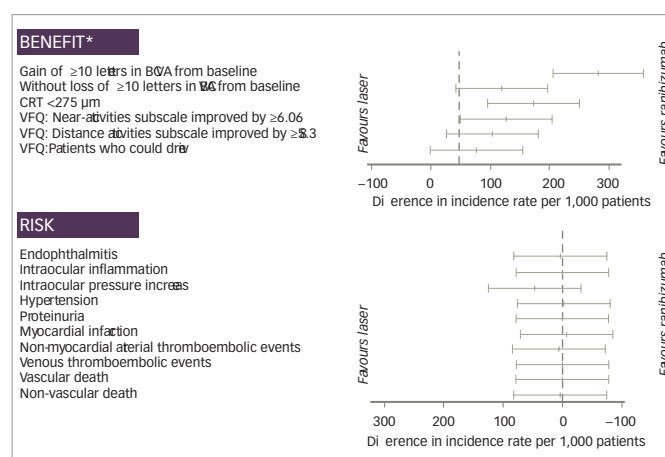 BENEFIT*
Gain of ≥10 letters in BCVA from baseline
Without loss of ≥10 letters in BCVA from baseline
CRT <275 µm
VFQ: Near-activities subscale improved by ≥6.06
VFQ: Distance activities subscale improved by ≥5.3
VFQ:Patients who could drive
Favours laser
Favours ranibizumab
−100 0 100 200 300
Di erence in incidence rate per 1,000 patients
RISK
Endophthalmitis
Intraocular inflammation
Intraocular pressure increas
Hypertension
Proteinuria
Myocardial infarction
Non-myocardial arterial thromboembolic events
Venous thromboembolic events
Vascular death
Non-vascular death
Favours laser
Favours ranibizumab
300 200 100 0 −100
Di erence in incidence rate per 1,000 patients